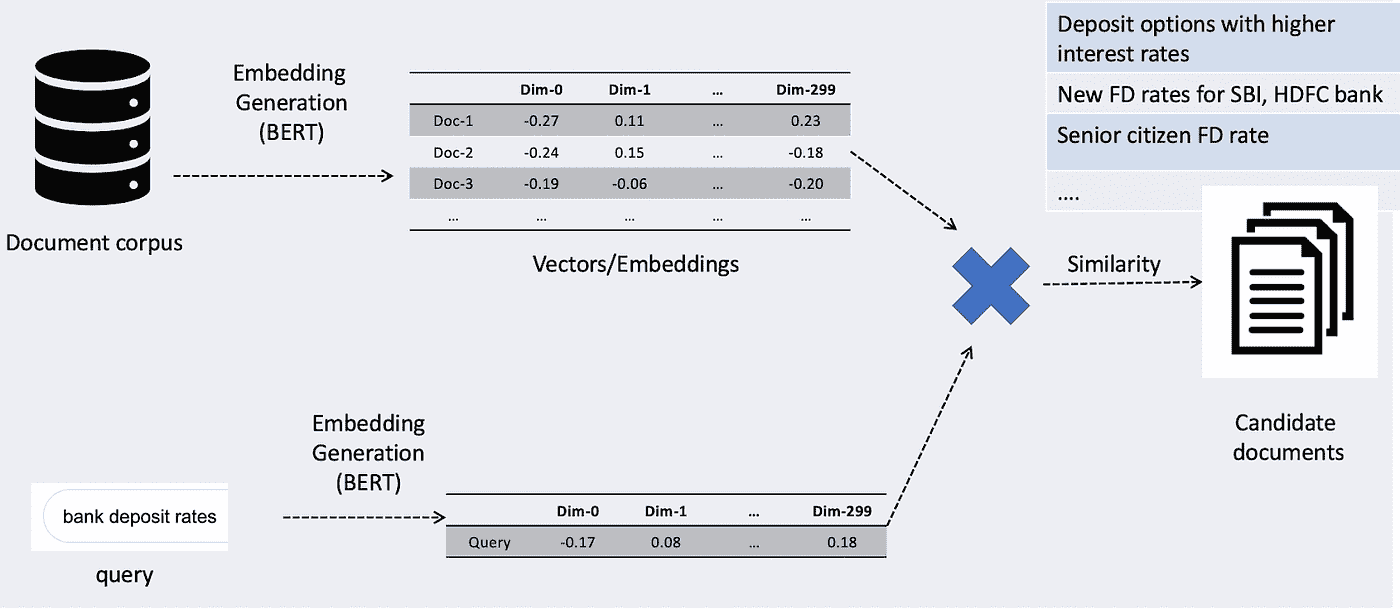 Deposit options with higher
interest rates
New FD rates for SBI, HDFC bank
Senior citizen FD rate
....
Embedding
Generation
(BERT)
Dim-0 Dim-1 ... Dim-299
Doc-1 -0.27 0.11 ... 0.23
Doc-2 -0.24 0.15 ... -0.18
Doc-3 -0.19 -0.06 ... -0.20
... ... ... ... ...
Document corpus
Vectors/Embeddings
Similarity
Candidate
documents
Embedding
Generation
(BERT)
bank deposit rates
query
Dim-0 Dim-1 ... Dim-299
Query -0.17 0.08 ... 0.18